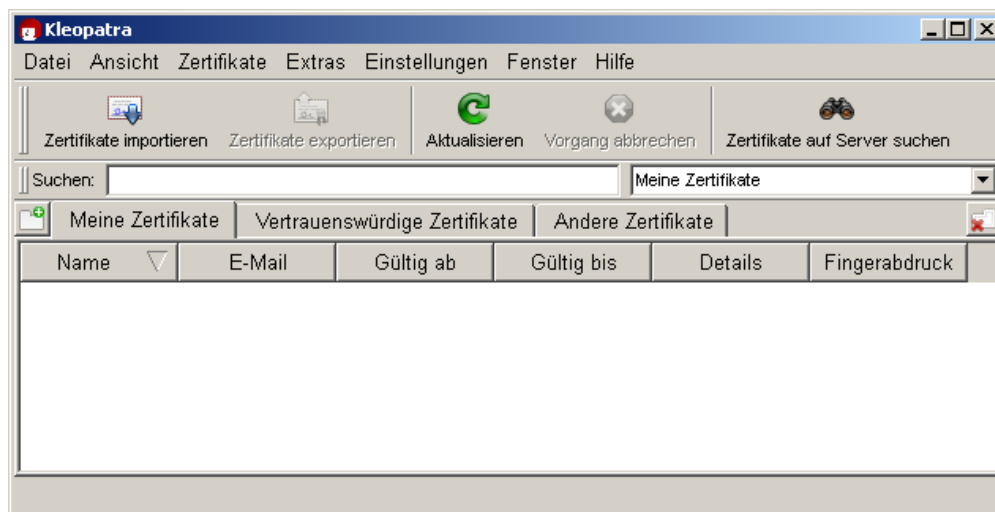 Kleopatra
Datei Ansicht Zertifikate Extras Einstellungen Fenster Hilfe
Zertifikate importieren Zertifikate exportieren Aktualisieren Vorgang abbrechen Zertifikate auf Server suchen
Suchen: Meine Zertifikate
Meine Zertifikate Vertrauenswürdige Zertifikate Andere Zertifikate
Name E-Mail Gültig ab Gültig bis Details Fingerabdruck